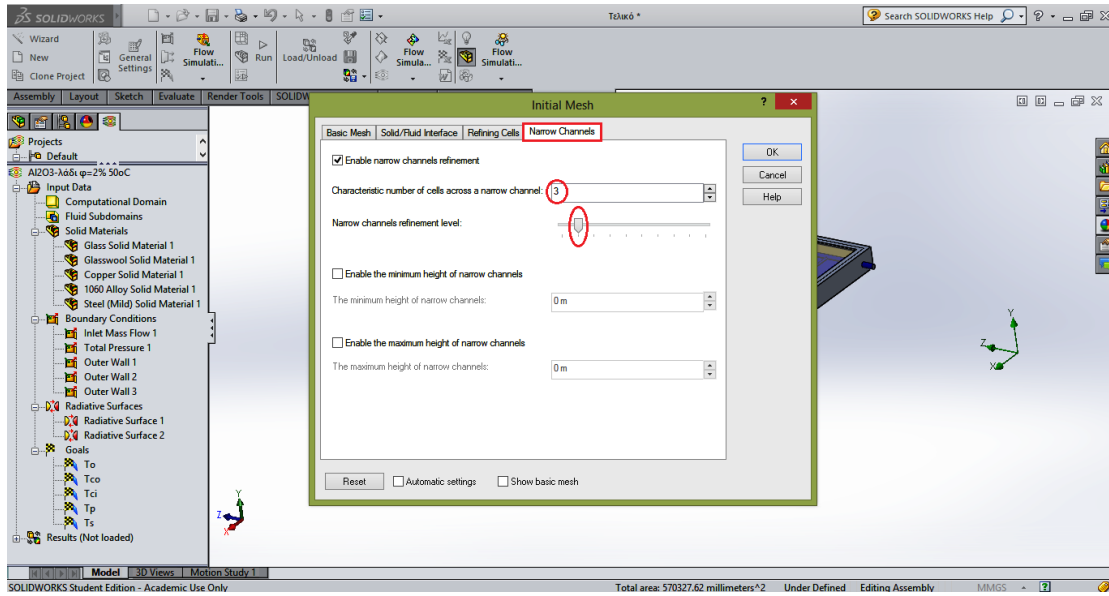 SOLIDWORKS
Τελικό *
Search SOLIDWORKS Help
Wizard
New
Clone Project
General Settings
Flow Simulati...
Run
Load/Unload
Flow Simula...
Flow Simulati...
Assembly
Layout
Sketch
Evaluate
Render Tools
SOLIDW
Projects
Default
Al2O3-λάδι φ=2% 50oC
Input Data
Computational Domain
Fluid Subdomains
Solid Materials
Glass Solid Material 1
Glasswool Solid Material 1
Copper Solid Material 1
1060 Alloy Solid Material 1
Steel (Mild) Solid Material 1
Boundary Conditions
Inlet Mass Flow 1
Total Pressure 1
Outer Wall 1
Outer Wall 2
Outer Wall 3
Radiative Surfaces
Radiative Surface 1
Radiative Surface 2
Goals
To
Tco
Tci
Tp
Ts
Results (Not loaded)
Initial Mesh
Basic Mesh
Solid/Fluid Interface
Refining Cells
Narrow Channels
Enable narrow channels refinement
Characteristic number of cells across a narrow channel: 3
Narrow channels refinement level:
Enable the minimum height of narrow channels
The minimum height of narrow channels: 0 m
Enable the maximum height of narrow channels
The maximum height of narrow channels: 0 m
OK
Cancel
Help
Reset
Automatic settings
Show basic mesh
Y
Z
X
Y
Z
X
Model
3D Views
Motion Study 1
SOLIDWORKS Student Edition - Academic Use Only
Total area: 570327.62 millimeters^2
Under Defined
Editing Assembly
MMGS